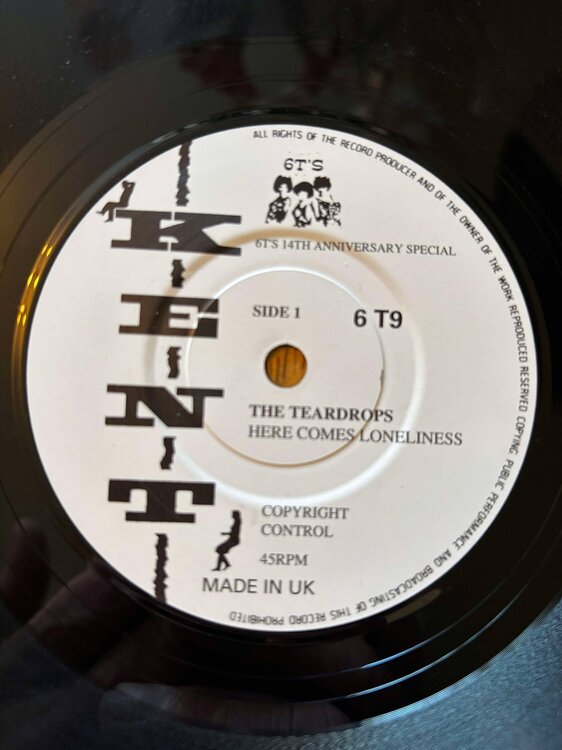 ALL RIGHTS OF THE RECORD PRODUCER AND OF THE OWNER OF THE WORK REPRODUCED RESERVED COPYING PUBLIC PERFORMANCE AND BROADCASTING OF THIS RECORD PROHIBITED
6T'S
6T'S 14TH ANNIVERSARY SPECIAL
KENT
SIDE 1
6 T9
THE TEARDROPS
HERE COMES LONELINESS
COPYRIGHT
CONTROL
45RPM
MADE IN UK